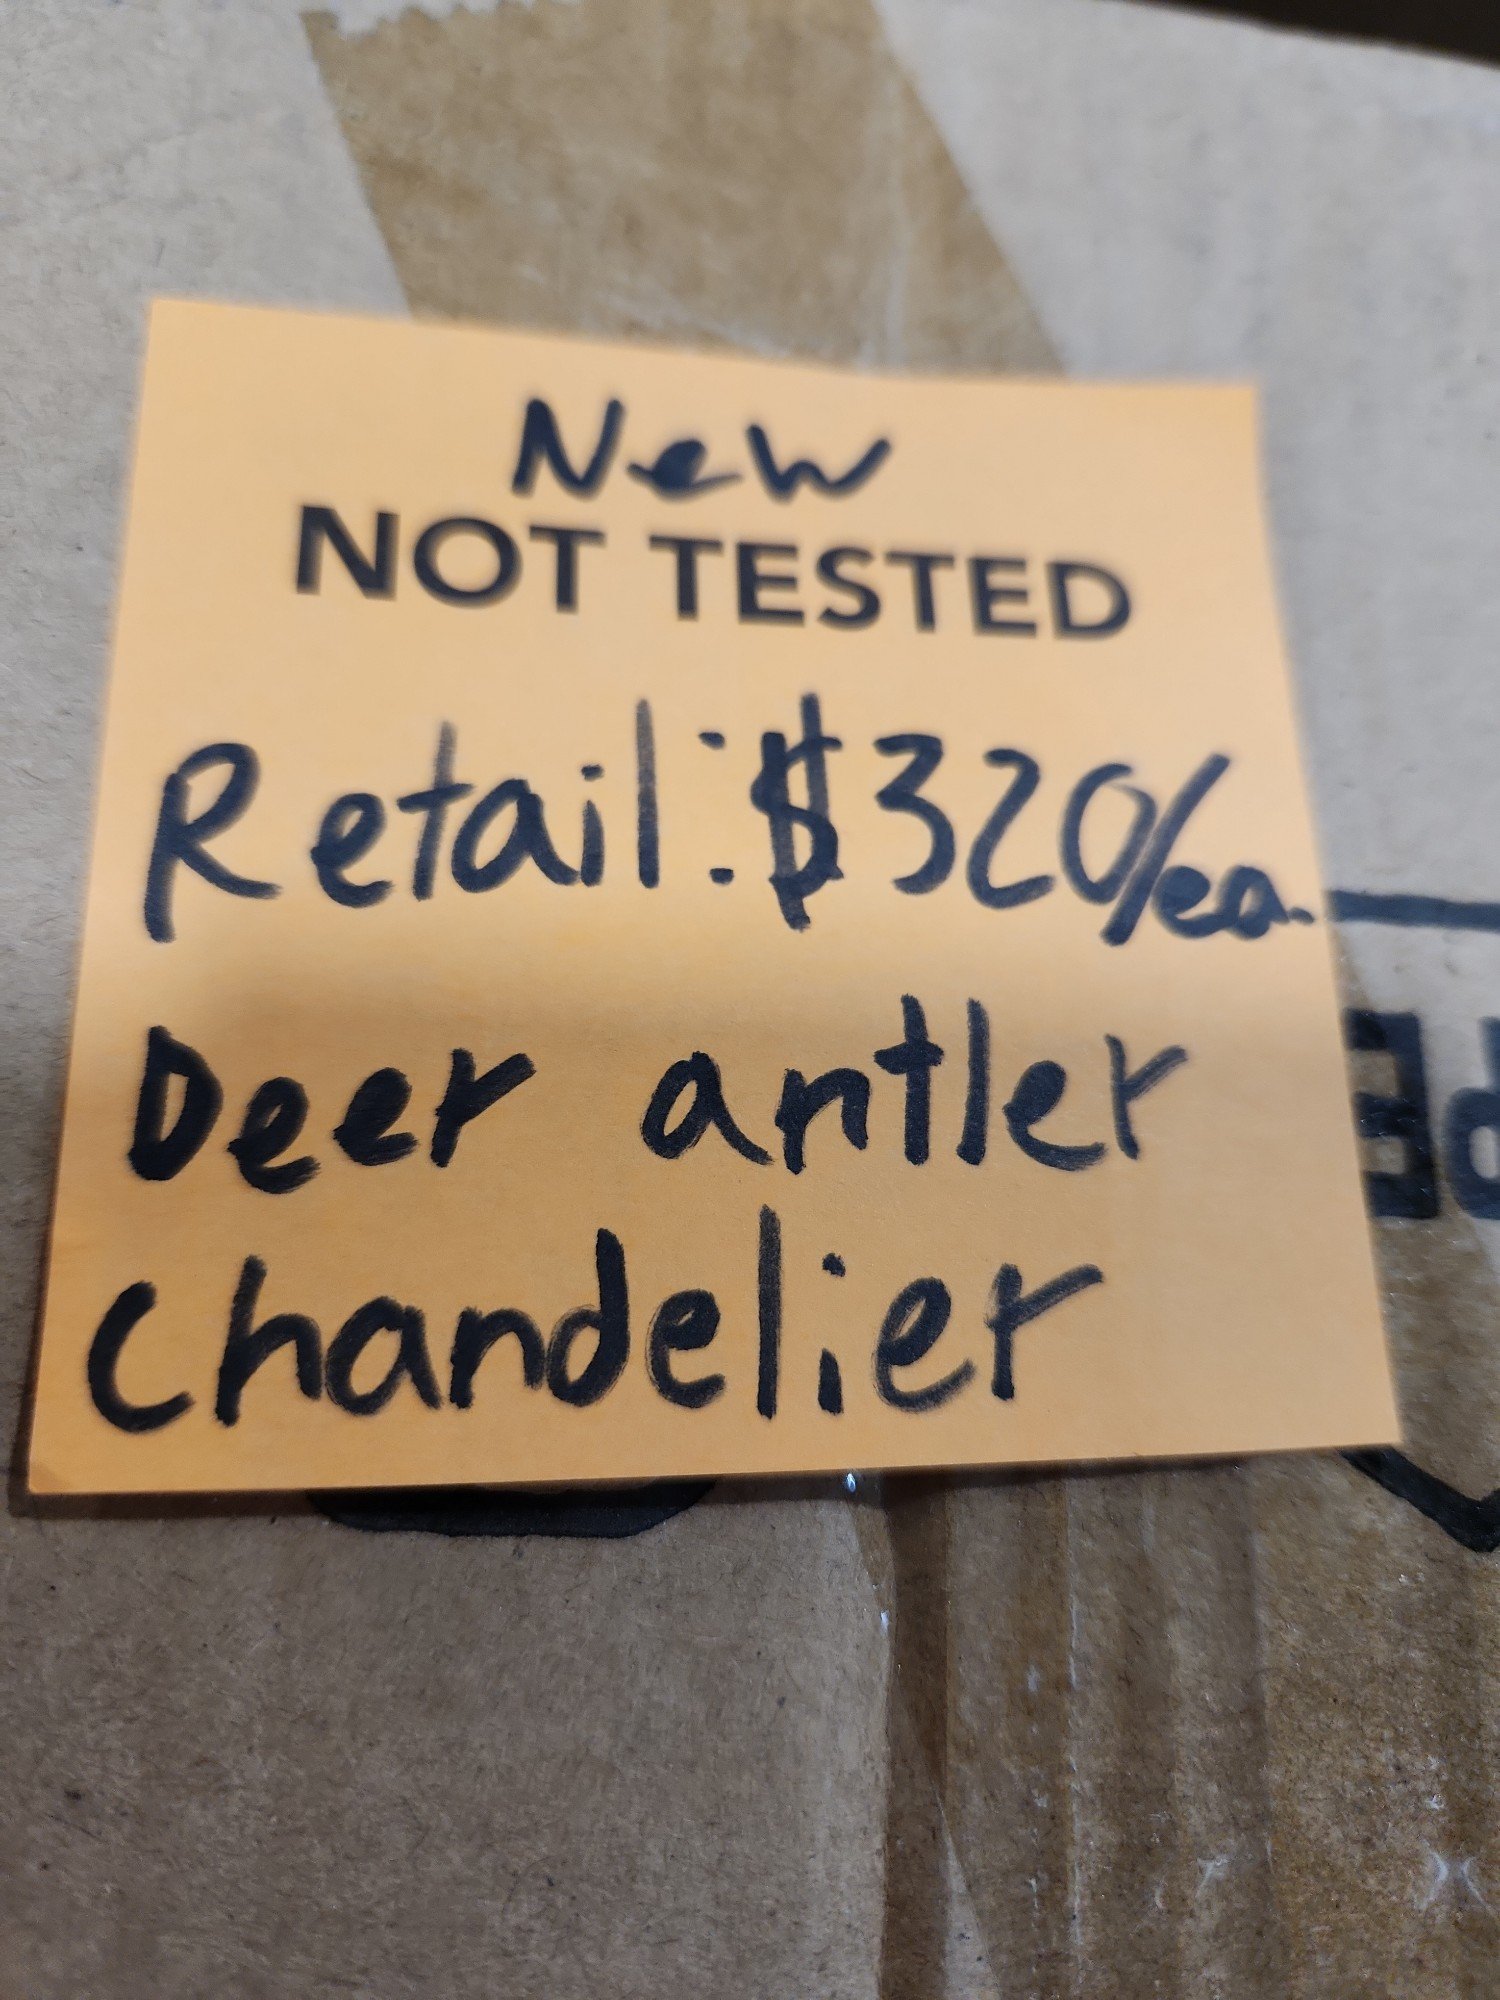 New
NOT TESTED
Retail: $320/ea.
Deer antler
chandelier